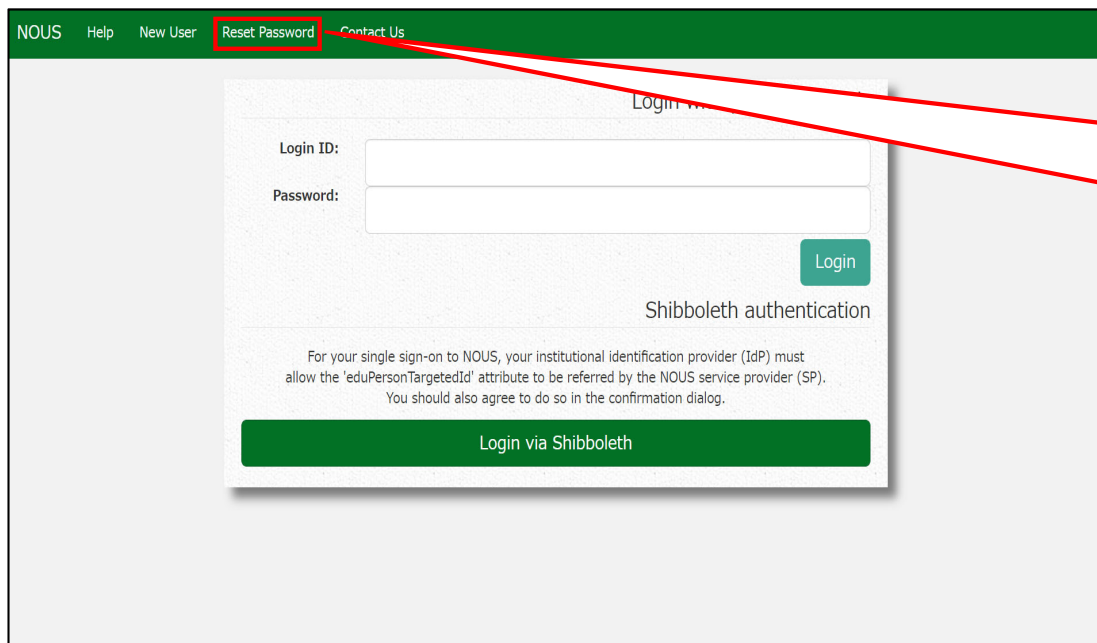 NOUS Help New User Reset Password Contact Us
Login
Login ID:
Password:
Login
Shibboleth authentication
For your single sign-on to NOUS, your institutional identification provider (IdP) must
allow the 'eduPersonTargetedId' attribute to be referred by the NOUS service provider (SP).
You should also agree to do so in the confirmation dialog.
Login via Shibboleth